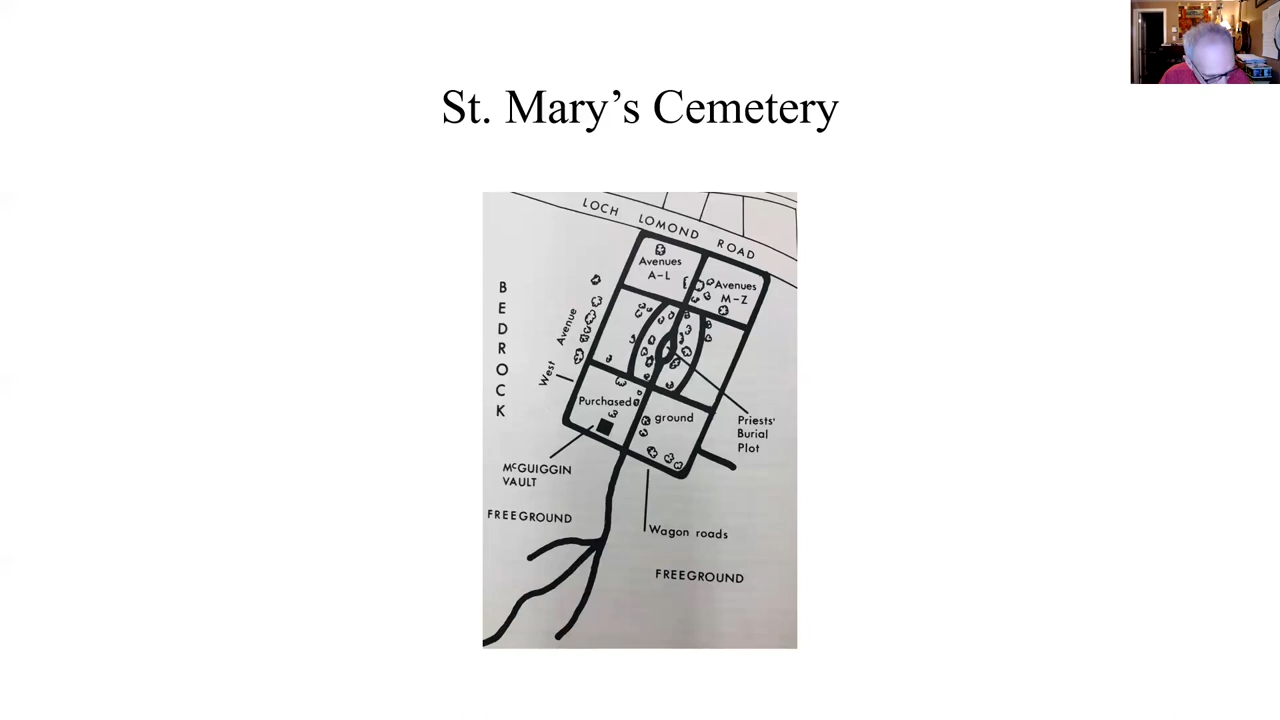 St. Mary’s Cemetery
LOCH LOMOND ROAD
Avenues
A-L
Avenues
M-Z
BEDROCK
West Avenue
Purchased ground
Priests'
Burial
Plot
McGUIGGIN
VAULT
FREEGROUND
Wagon roads
FREEGROUND